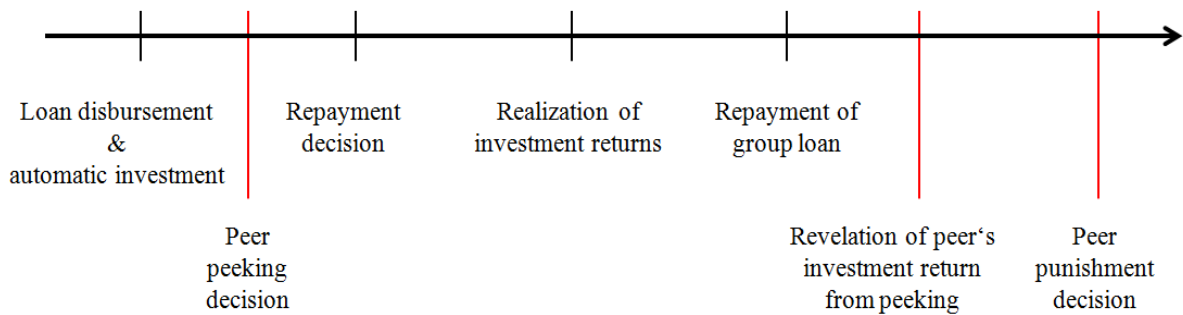 Loan disbursement
&
automatic investment
Peer
peeking
decision
Repayment
decision
Realization of
investment returns
Repayment of
group loan
Revelation of peer‘s
investment return
from peeking
Peer
punishment
decision